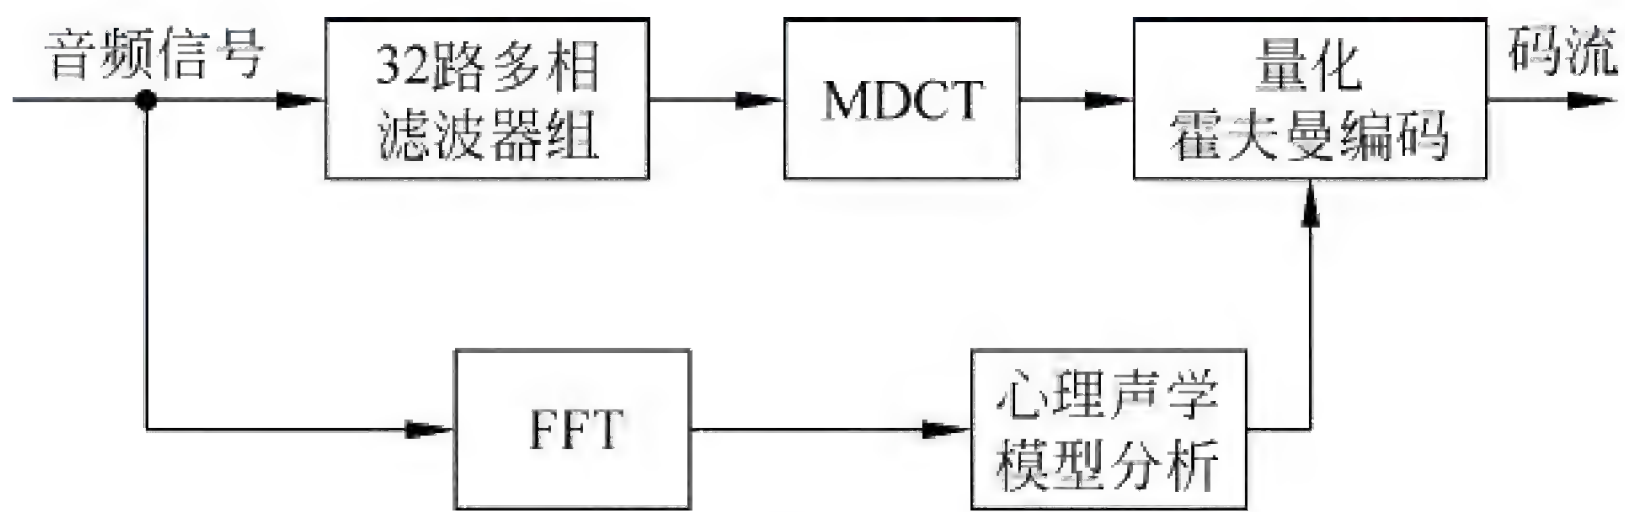 音频信号
32路多相
滤波器组
MDCT
量化
霍夫曼编码
码流
FFT
心理声学
模型分析